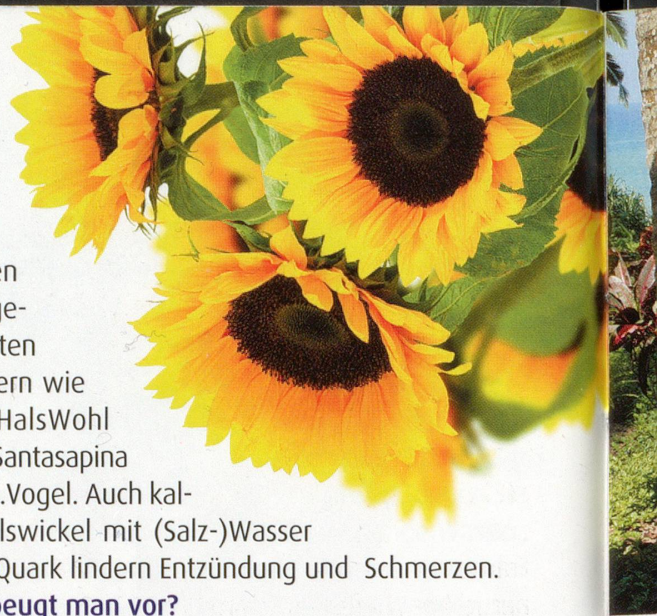 en
ge-
ten
ern wie
HalsWohl
Santasapina
.Vogel. Auch kal-
lswickel mit (Salz-)Wasser
Quark lindern Entzündung und Schmerzen.
beugt man vor?